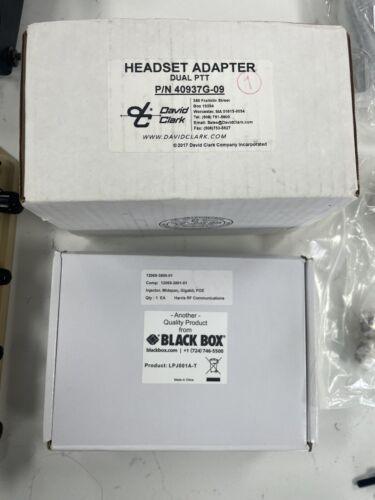 HEADSET ADAPTER
DUAL PTT
P/N 40937G-09
1
David
Clark
360 Franklin Street
Box 15054
Worcester, MA 01615-0054
Tel: (508) 751-5800
Email: Sales@DavidClark.com
Fax: (508)753-5827
WWW.DAVIDCLARK.COM
© 2017 David Clark Company Incorporated
12069-3800-01
Comp: 12069-3801-01
Injector, Midspan, Gigabit, POE
Qty : 1 EA Harris RF Communications
- Another -
Quality Product
from
BLACK BOX®
blackbox.com | +1 (724) 746-5500
Product: LPJ001A-T
Made in China